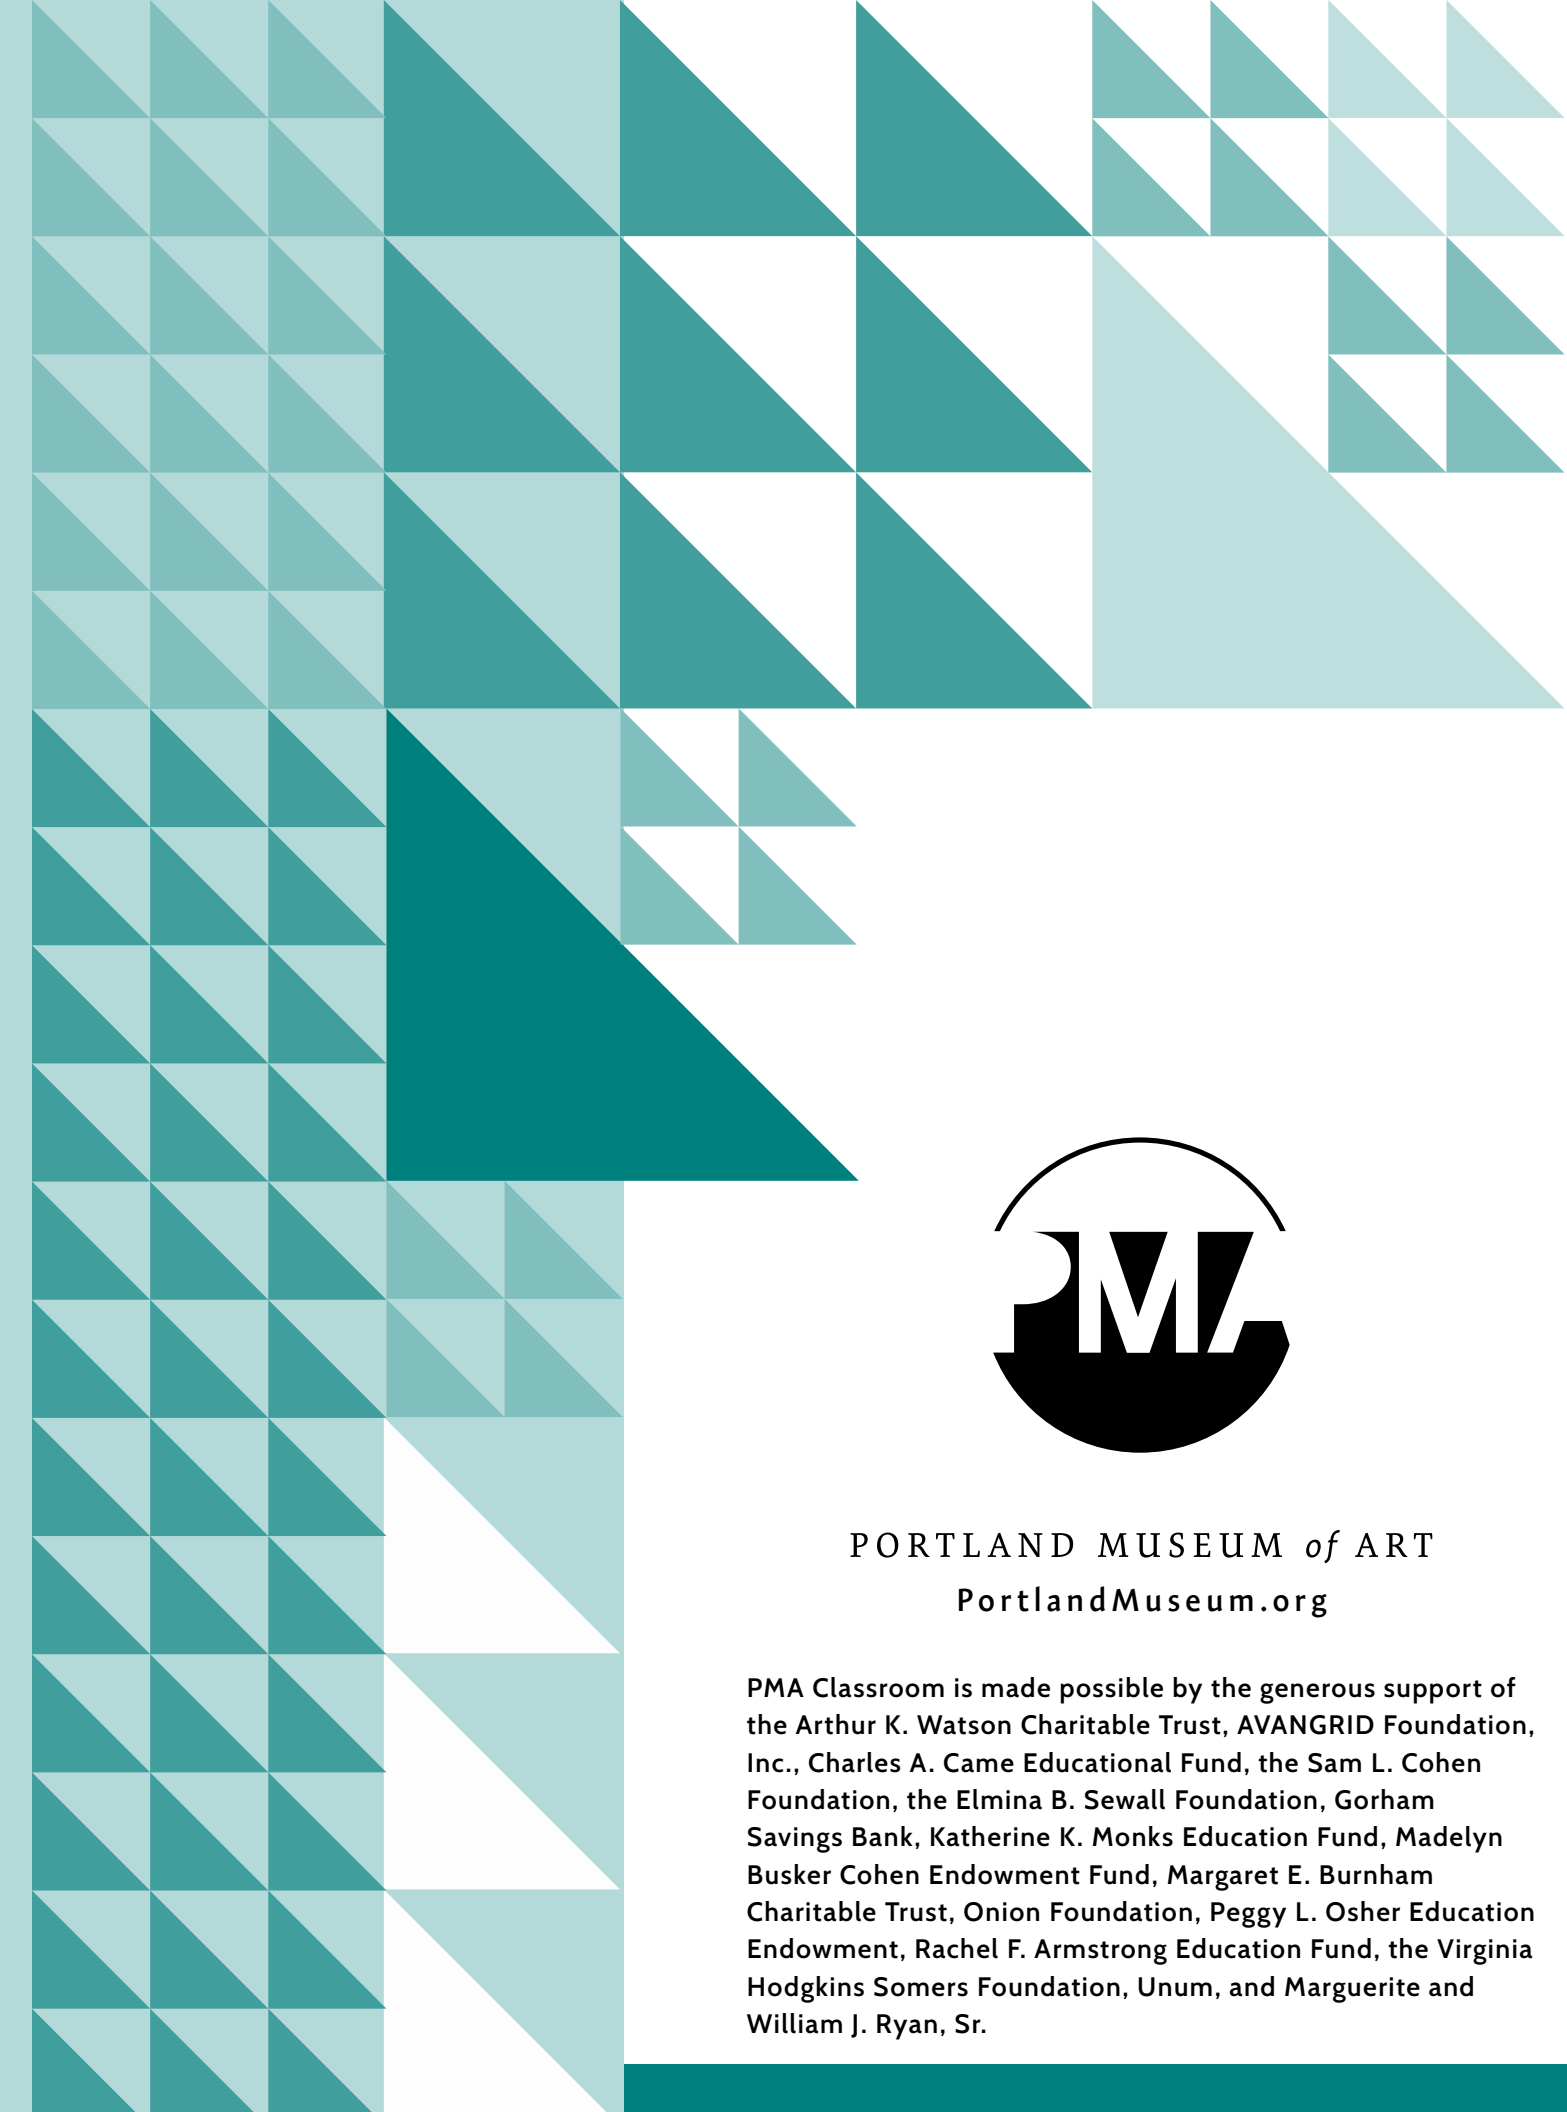 PMA
PORTLAND MUSEUM of ART
PortlandMuseum.org
PMA Classroom is made possible by the generous support of
the Arthur K. Watson Charitable Trust, AVANGRID Foundation,
Inc., Charles A. Came Educational Fund, the Sam L. Cohen
Foundation, the Elmina B. Sewall Foundation, Gorham
Savings Bank, Katherine K. Monks Education Fund, Madelyn
Busker Cohen Endowment Fund, Margaret E. Burnham
Charitable Trust, Onion Foundation, Peggy L. Osher Education
Endowment, Rachel F. Armstrong Education Fund, the Virginia
Hodgkins Somers Foundation, Unum, and Marguerite and
William J. Ryan, Sr.